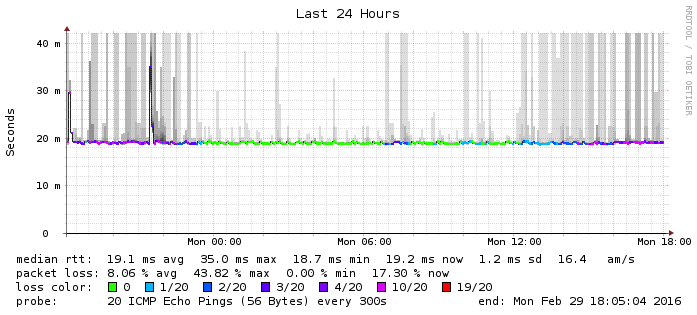 Last 24 Hours
RRDTOOL / TOBI OETIKER
Seconds
40 m
30 m
20 m
10 m
0
Mon 00:00 Mon 06:00 Mon 12:00 Mon 18:00
median rtt: 19.1 ms avg 35.0 ms max 18.7 ms min 19.2 ms now 1.2 ms sd 16.4 am/s
packet loss: 8.06 % avg 43.82 % max 0.00 % min 17.30 % now
loss color: 0 1/20 2/20 3/20 4/20 10/20 19/20
probe: 20 ICMP Echo Pings (56 Bytes) every 300s end: Mon Feb 29 18:05:04 2016